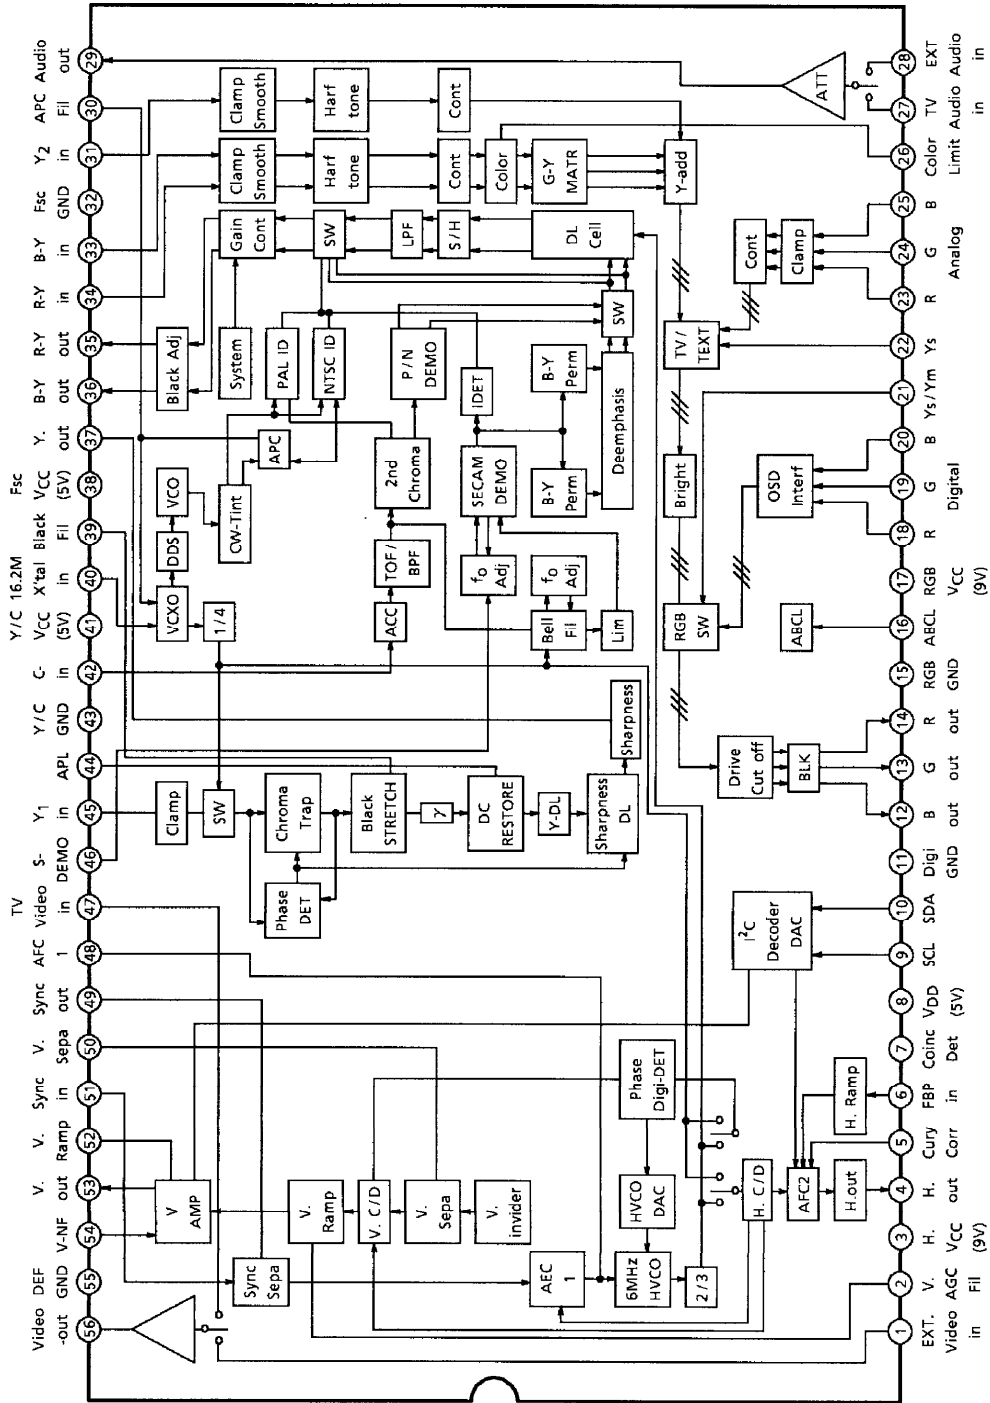 Video
-out
56
DEF
GND
55
V-NF
54
V.
out
53
V.
Ramp
52
Sync
in
51
V.
Sepa
50
Sync
out
49
AFC
1
48
TV
Video
in
47
S-
DEMO
46
Y1
in
45
APL
44
Y/C
GND
43
C-
in
42
Y/C
VCC
(5V)
41
16.2M
X'tal
in
40
Black
Fil
39
Fsc
VCC
(5V)
38
Y.
out
37
B-Y
out
36
R-Y
out
35
R-Y
in
34
B-Y
in
33
Fsc
GND
32
Y2
in
31
APC
Fil
30
Audio
out
29
V
AMP
Sync
Sepa
V.
Ramp
V. C/D
V.
Sepa
V.
invider
AEC
1
6MHz
HVCO
2/3
HVCO
DAC
Phase
Digi-DET
H. C/D
AFC2
H.out
H. Ramp
I2C
Decoder
DAC
Clamp
SW
Phase
DET
Chroma
Trap
Black
STRETCH
γ
DC
RESTORE
Y-DL
Sharpness
DL
Sharpness
VCXO
1/4
DDS
VCO
CW-Tint
APC
ACC
TOF/
BPF
2nd
Chroma
Bell
Fil
fO
Adj
Lim
fO
Adj
SECAM
DEMO
IDET
B-Y
Perm
B-Y
Perm
Deemphasis
P/N
DEMO
PAL ID
NTSC ID
System
Black Adj
SW
Gain
Cont
SW
LPF
S/H
DL
Cell
Clamp
Smooth
Harf
tone
Cont
Color
G-Y
MATR
Y-add
Clamp
Smooth
Harf
tone
Cont
ATT
Cont
Clamp
TV/
TEXT
Bright
OSD
Interf
RGB
SW
ABCL
Drive
Cut off
BLK
1
EXT.
Video
in
2
V.
AGC
Fil
3
H.
VCC
(9V)
4
H.
out
5
Cury
Corr
6
FBP
in
7
Coinc
Det
8
VDD
(5V)
9
SCL
10
SDA
11
Digi
GND
12
B
out
13
G
out
14
R
out
15
RGB
GND
16
ABCL
17
RGB
VCC
(9V)
18
R
19
G
20
B
Digital
21
Ys/Ym
22
Ys
23
R
24
G
25
B
Analog
26
Color
Limit
27
TV
Audio
in
28
EXT
Audio
in